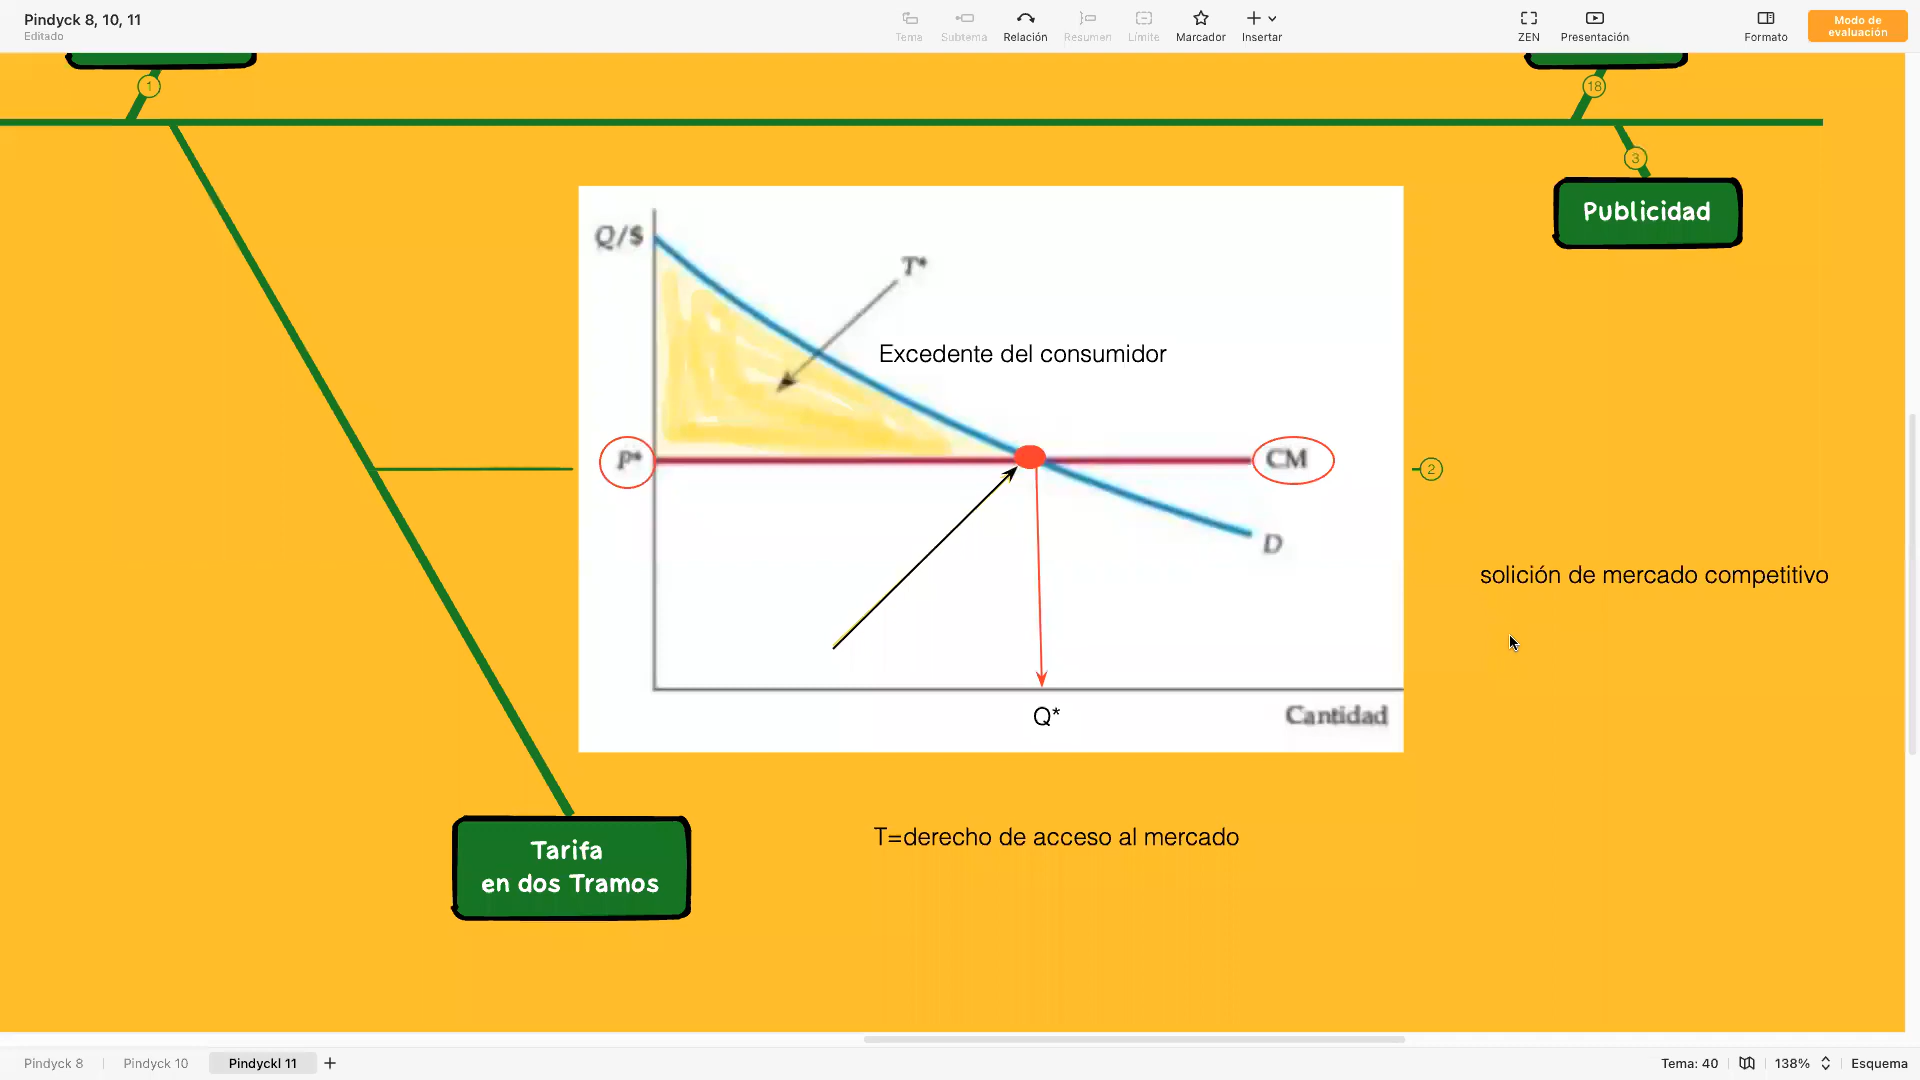 Pindyck 8, 10, 11
Editado
Tema
Subtema
Relación
Resumen
Límite
Marcador
Insertar
ZEN
Presentación
Formato
Modo de
evaluación
1
18
3
Publicidad
Q/$
T*
Excedente del consumidor
P*
CM
2
D
solición de mercado competitivo
Q*
Cantidad
T=derecho de acceso al mercado
Tarifa
en dos Tramos
Pindyck 8
Pindyck 10
Pindyckl 11
Tema: 40
138%
Esquema